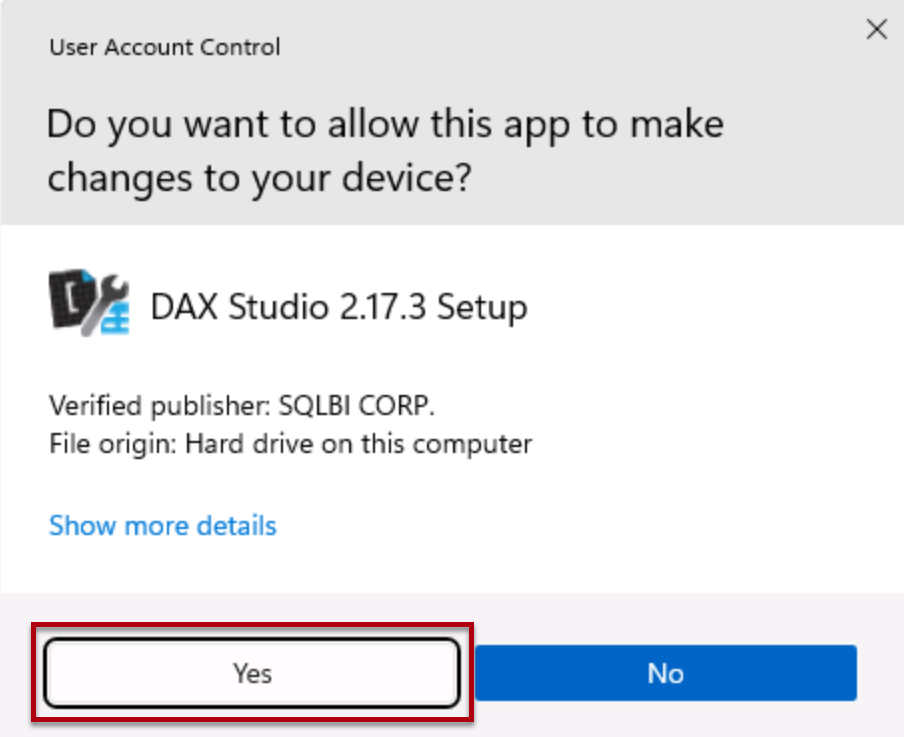 User Account Control
Do you want to allow this app to make
changes to your device?
DAX Studio 2.17.3 Setup
Verified publisher: SQLBI CORP.
File origin: Hard drive on this computer
Show more details
Yes
No